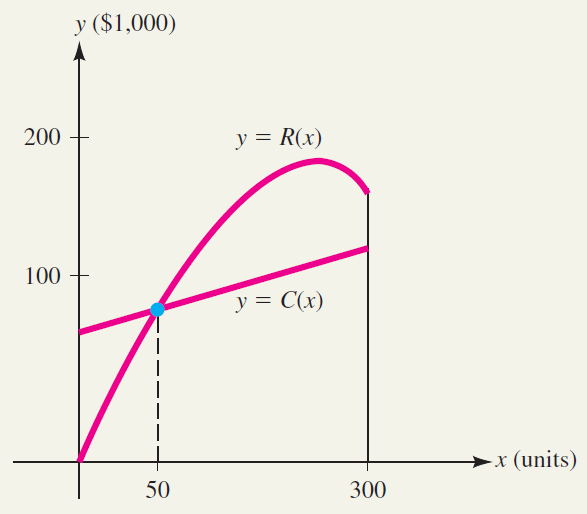 y ($1,000)
200
y = R(x)
100
y = C(x)
x (units)
50
300